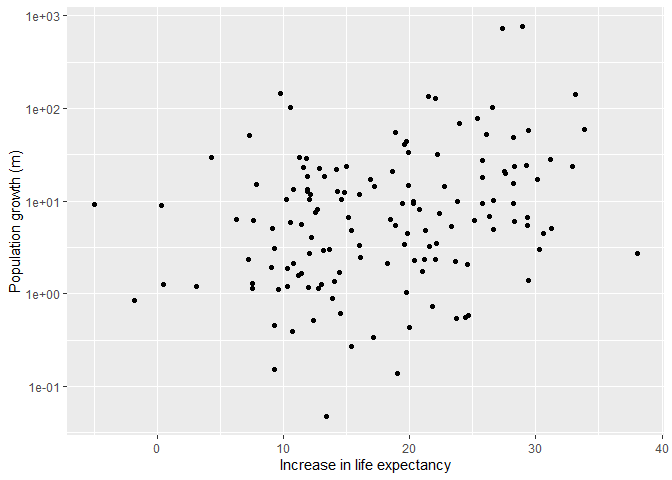 1e+03
1e+02
1e+01
1e+00
1e-01
Population growth (m)
0 10 20 30 40
Increase in life expectancy